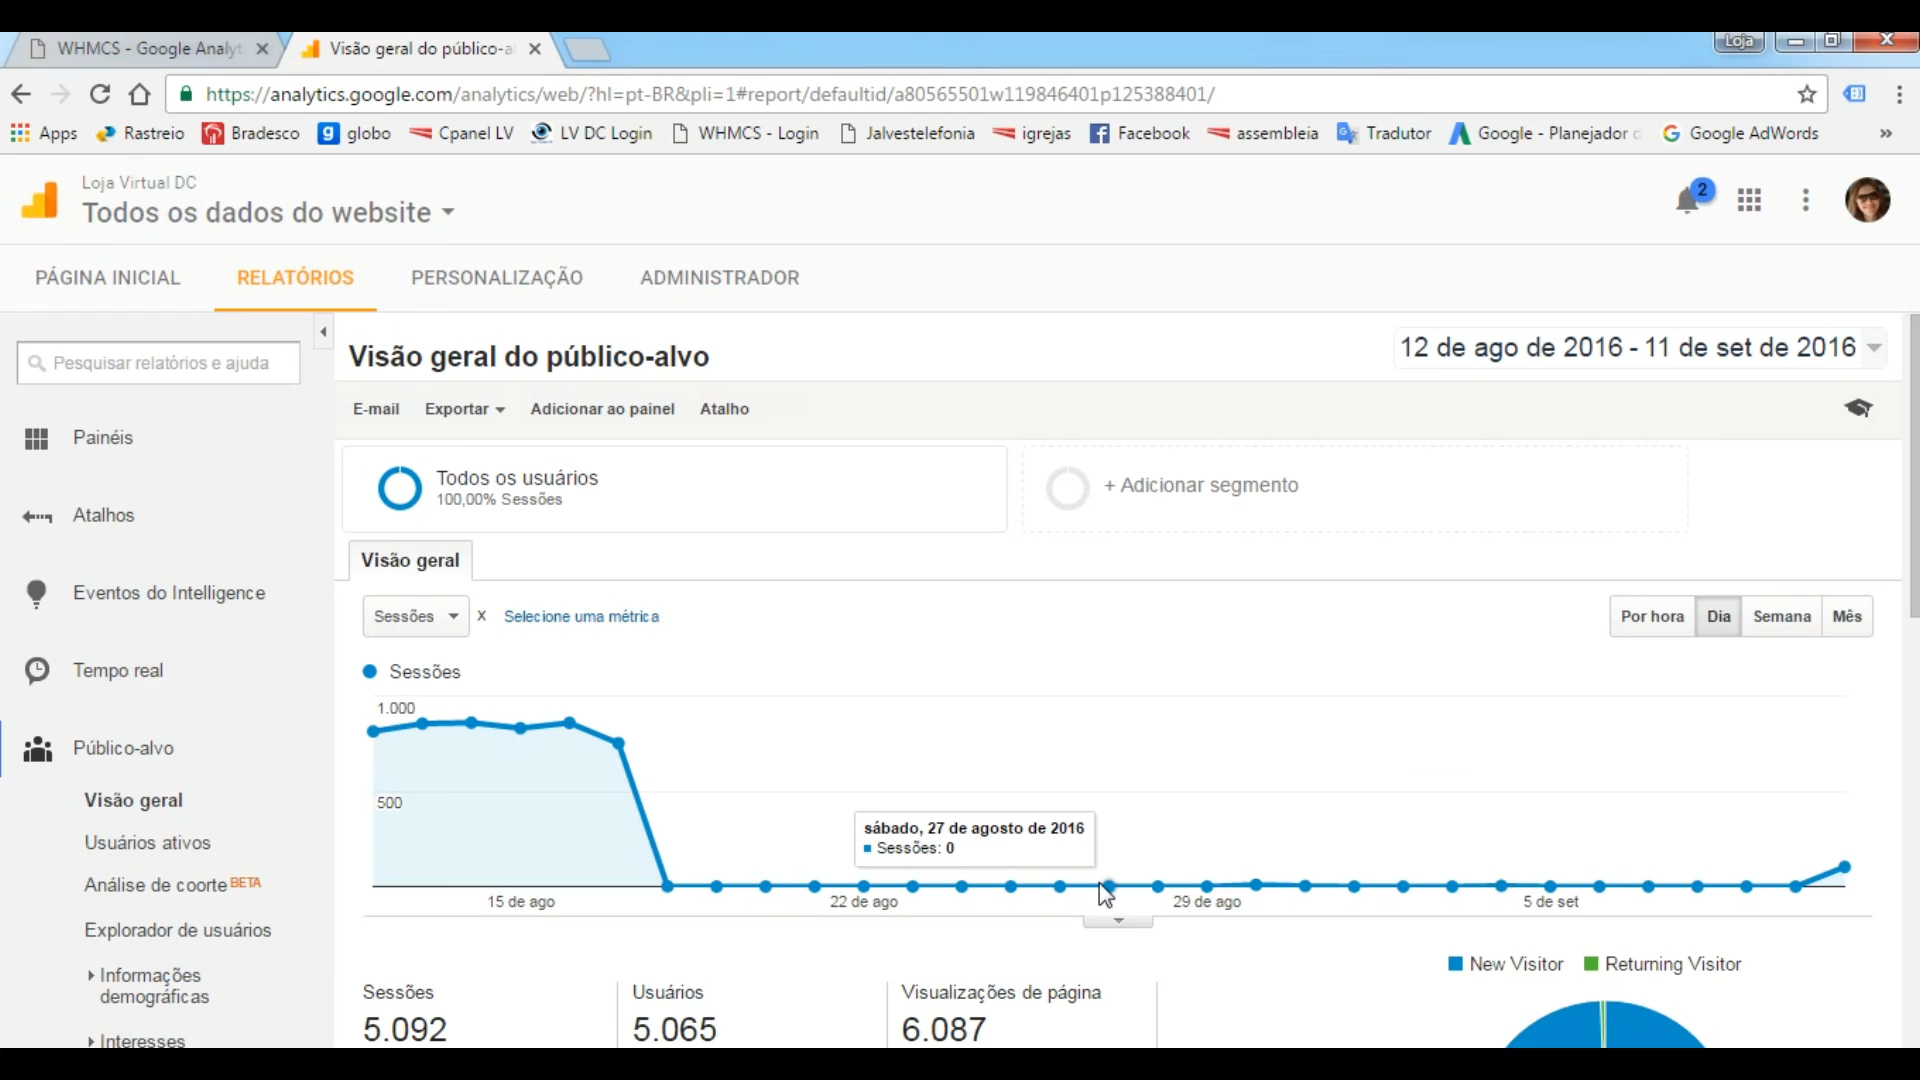 WHMCS - Google Analyt
Visão geral do público-a
Loja
https://analytics.google.com/analytics/web/?hl=pt-BR&pli=1#report/defaultid/a80565501w119846401p125388401/
Apps Rastreio Bradesco globo Cpanel LV LV DC Login WHMCS - Login Jalvestelefonia igrejas Facebook assembleia Tradutor Google - Planejador d Google AdWords »
Loja Virtual DC
Todos os dados do website
2
PÁGINA INICIAL RELATÓRIOS PERSONALIZAÇÃO ADMINISTRADOR
Pesquisar relatórios e ajuda
Painéis
Atalhos
Eventos do Intelligence
Tempo real
Público-alvo
Visão geral
Usuários ativos
Análise de coorte BETA
Explorador de usuários
Informações
demográficas
Interesses
Visão geral do público-alvo
12 de ago de 2016 - 11 de set de 2016
E-mail Exportar Adicionar ao painel Atalho
Todos os usuários
100,00% Sessões
+ Adicionar segmento
Visão geral
Sessões X Selecione uma métrica
Por hora Dia Semana Mês
Sessões
1.000
500
sábado, 27 de agosto de 2016
Sessões: 0
15 de ago 22 de ago 29 de ago 5 de set
New Visitor Returning Visitor
Sessões
5.092
Usuários
5.065
Visualizações de página
6.087